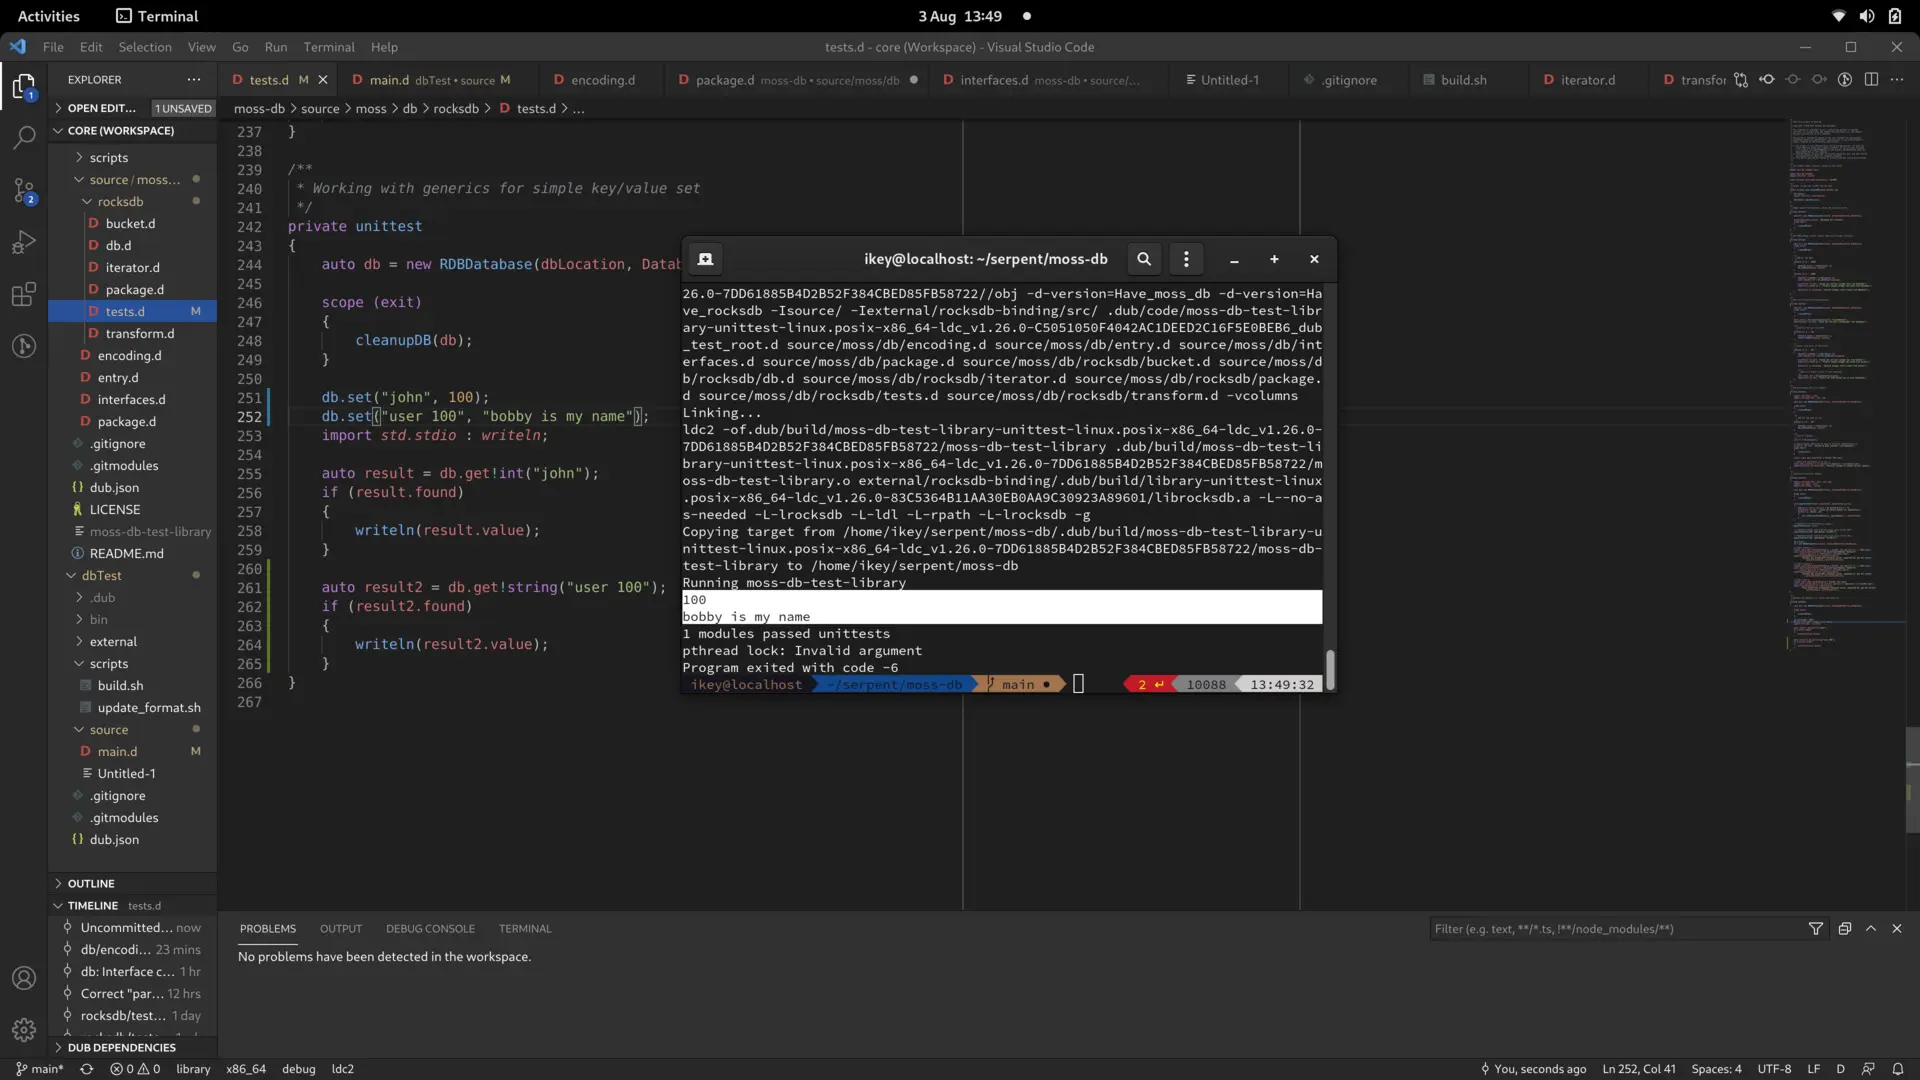 Activities
Terminal
3 Aug 13:49
File Edit Selection View Go Run Terminal Help
tests.d - core (Workspace) - Visual Studio Code
EXPLORER
tests.d M
main.d dbTest • source M
encoding.d
package.d moss-db • source/moss/db
interfaces.d moss-db • source/...
Untitled-1
.gitignore
build.sh
iterator.d
transfor
OPEN EDIT... 1 UNSAVED
moss-db > source > moss > db > rocksdb > tests.d > ...
CORE (WORKSPACE)
scripts
source / moss...
rocksdb
bucket.d
db.d
iterator.d
package.d
tests.d M
transform.d
encoding.d
entry.d
interfaces.d
package.d
.gitignore
.gitmodules
dub.json
LICENSE
moss-db-test-library
README.md
dbTest
.dub
bin
external
scripts
build.sh
update_format.sh
source
main.d M
Untitled-1
.gitignore
.gitmodules
dub.json
OUTLINE
TIMELINE tests.d
Uncommitted... now
db/encodi... 23 mins
db: Interface c... 1 hr
Correct "par... 12 hrs
rocksdb/test... 1 day
DUB DEPENDENCIES
237 }
238
239 /**
240 * Working with generics for simple key/value set
241 */
242 private unittest
243 {
244 auto db = new RDBDatabase(dbLocation, Datab
245
246 scope (exit)
247 {
248 cleanupDB(db);
249 }
250
251 db.set("john", 100);
252 db.set("user 100", "bobby is my name");
253 import std.stdio : writeln;
254
255 auto result = db.get!int("john");
256 if (result.found)
257 {
258 writeln(result.value);
259 }
260
261 auto result2 = db.get!string("user 100");
262 if (result2.found)
263 {
264 writeln(result2.value);
265 }
266 }
267
ikey@localhost: ~/serpent/moss-db
26.0-7DD61885B4D2B52F384CBED85FB58722//obj -d-version=Have_moss_db -d-version=Ha
ve_rocksdb -Isource/ -Iexternal/rocksdb-binding/src/ .dub/code/moss-db-test-libr
ary-unittest-linux.posix-x86_64-ldc_v1.26.0-C5051050F4042AC1DEED2C16F5E0BEB6_dub
_test_root.d source/moss/db/encoding.d source/moss/db/entry.d source/moss/db/int
erfaces.d source/moss/db/package.d source/moss/db/rocksdb/bucket.d source/moss/d
b/rocksdb/db.d source/moss/db/rocksdb/iterator.d source/moss/db/rocksdb/package.
d source/moss/db/rocksdb/tests.d source/moss/db/rocksdb/transform.d -vcolumns
Linking...
ldc2 -of.dub/build/moss-db-test-library-unittest-linux.posix-x86_64-ldc_v1.26.0-
7DD61885B4D2B52F384CBED85FB58722/moss-db-test-library .dub/build/moss-db-test-li
brary-unittest-linux.posix-x86_64-ldc_v1.26.0-7DD61885B4D2B52F384CBED85FB58722/m
oss-db-test-library.o external/rocksdb-binding/.dub/build/library-unittest-linux
.posix-x86_64-ldc_v1.26.0-83C5364B11AA30EB0AA9C30923A89601/librocksdb.a -L--no-a
s-needed -L-lrocksdb -L-ldl -L-rpath -L-lrocksdb -g
Copying target from /home/ikey/serpent/moss-db/.dub/build/moss-db-test-library-u
nittest-linux.posix-x86_64-ldc_v1.26.0-7DD61885B4D2B52F384CBED85FB58722/moss-db-
test-library to /home/ikey/serpent/moss-db
Running moss-db-test-library
100
bobby is my name
1 modules passed unittests
pthread lock: Invalid argument
Program exited with code -6
ikey@localhost ~/serpent/moss-db main ● 2 ↵ 10088 13:49:32
PROBLEMS OUTPUT DEBUG CONSOLE TERMINAL
Filter (e.g. text, **/*.ts, !**/node_modules/**)
No problems have been detected in the workspace.
main* 0 0 library x86_64 debug ldc2
You, seconds ago Ln 252, Col 41 Spaces: 4 UTF-8 LF D